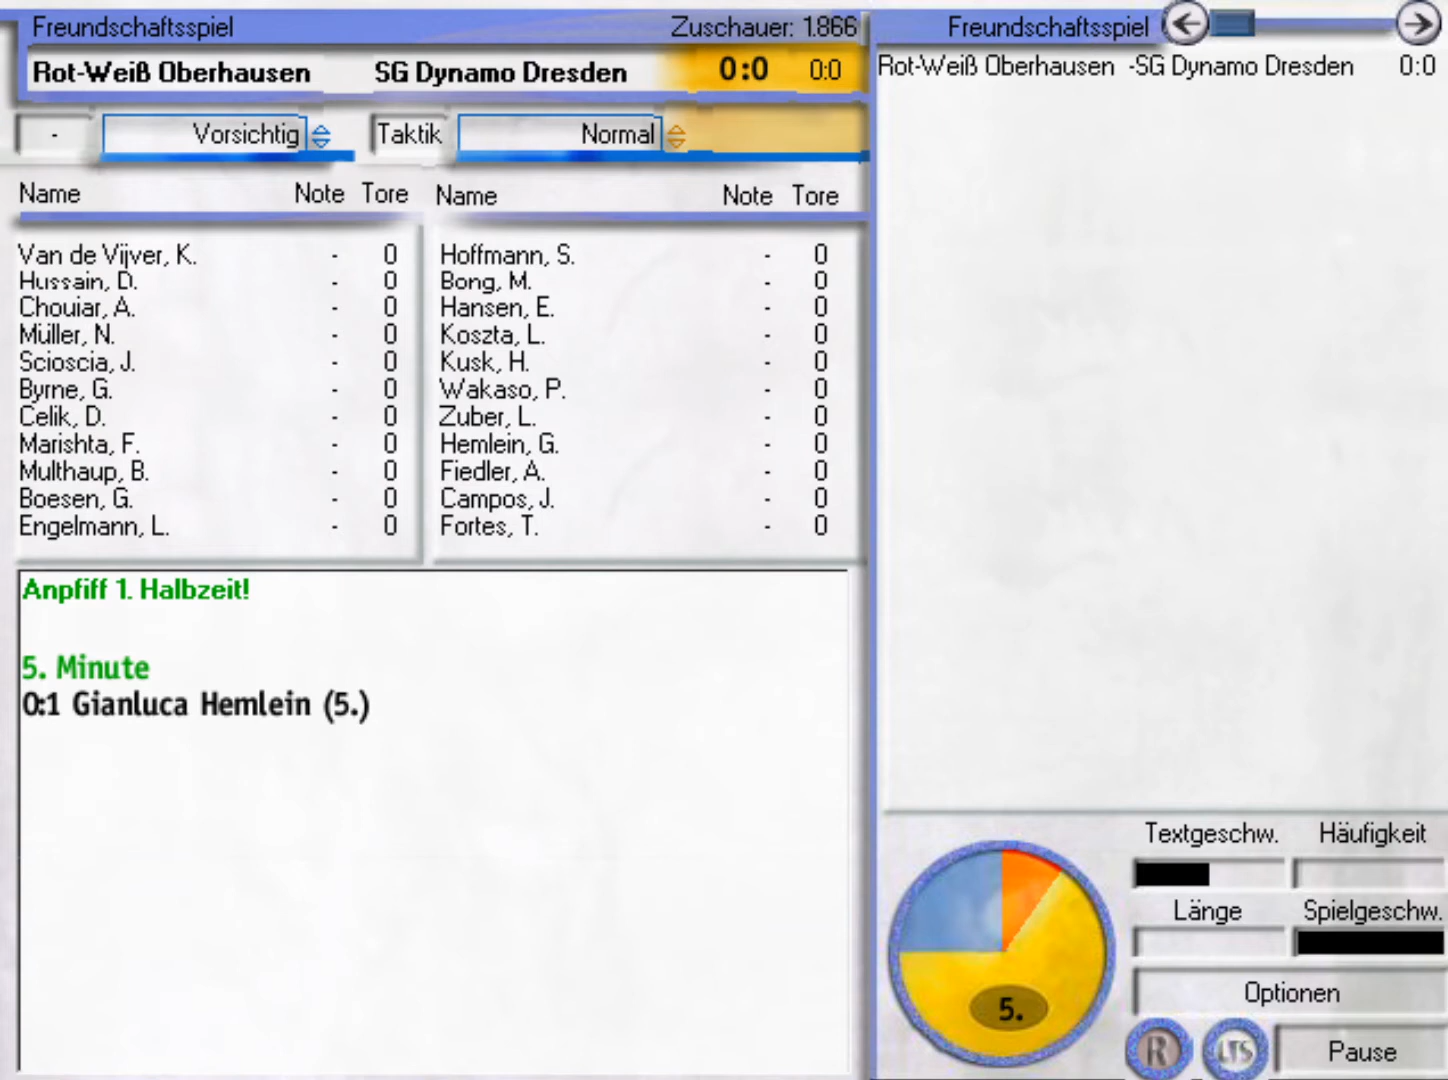 Freundschaftsspiel Zuschauer: 1.866
Rot-Weiß Oberhausen SG Dynamo Dresden 0:0 0:0
- Vorsichtig Taktik Normal
Name Note Tore Name Note Tore
Van de Vijver, K. - 0 Hoffmann, S. - 0
Hussain, D. - 0 Bong, M. - 0
Chouiar, A. - 0 Hansen, E. - 0
Müller, N. - 0 Koszta, L. - 0
Scioscia, J. - 0 Kusk, H. - 0
Byrne, G. - 0 Wakaso, P. - 0
Celik, D. - 0 Zuber, L. - 0
Marishta, F. - 0 Hemlein, G. - 0
Multhaup, B. - 0 Fiedler, A. - 0
Boesen, G. - 0 Campos, J. - 0
Engelmann, L. - 0 Fortes, T. - 0
Anpfiff 1. Halbzeit!
5. Minute
0:1 Gianluca Hemlein (5.)
Freundschaftsspiel
Rot-Weiß Oberhausen -SG Dynamo Dresden 0:0
Textgeschw. Häufigkeit
Länge Spielgeschw.
5.
Optionen
R LTS Pause